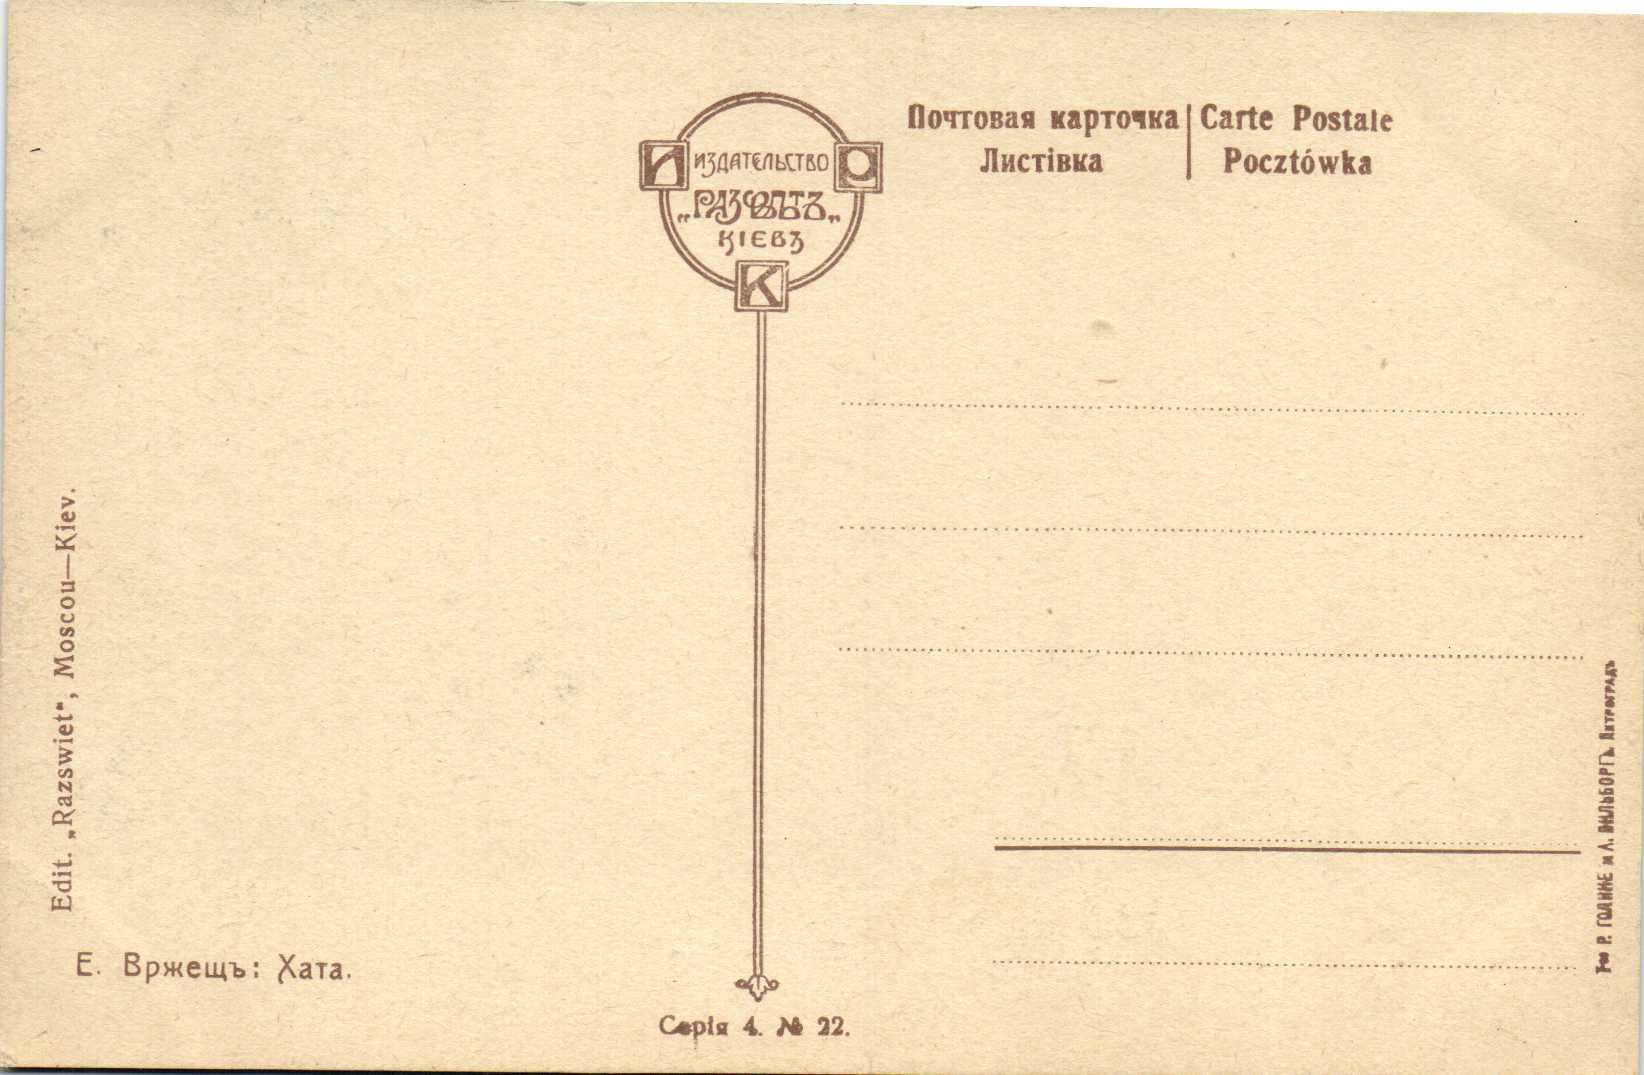 Почтовая карточка | Carte Postale
Листівка | Pocztówka
И ИЗДАТЕЛЬСТВО Р
„РАЗСВѢТЪ„
КІЕВЪ
К
Edit. „Razswiet“, Moscou—Kiev.
Е. Вржещъ: Хата.
Серія 4. № 22.
Т-во Р. ГОЛИКЕ и А. ВИЛЬБОРГЪ. Петроградъ